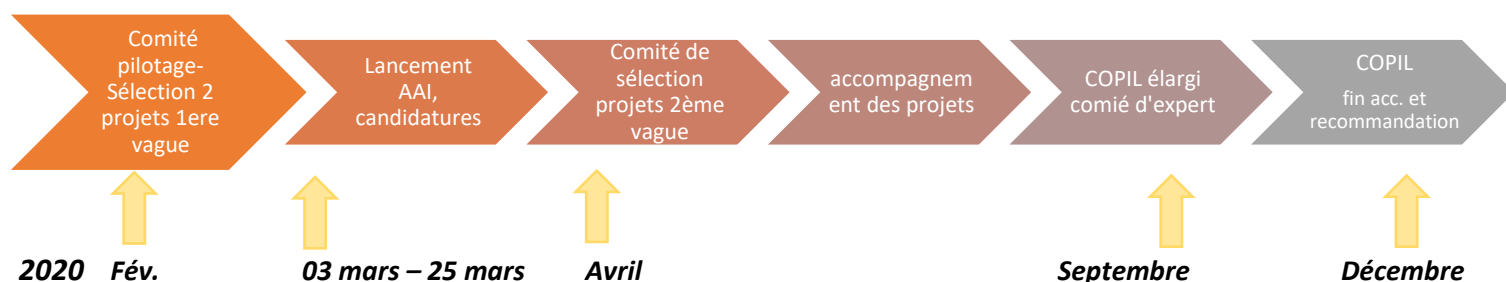 Comité
pilotage-
Sélection 2
projets 1ere
vague
Lancement
AAI,
candidatures
Comité de
sélection
projets 2ème
vague
accompagnem
ent des projets
COPIL élargi
comié d'expert
COPIL
fin acc. et
recommandation
2020 Fév. 03 mars – 25 mars Avril Septembre Décembre